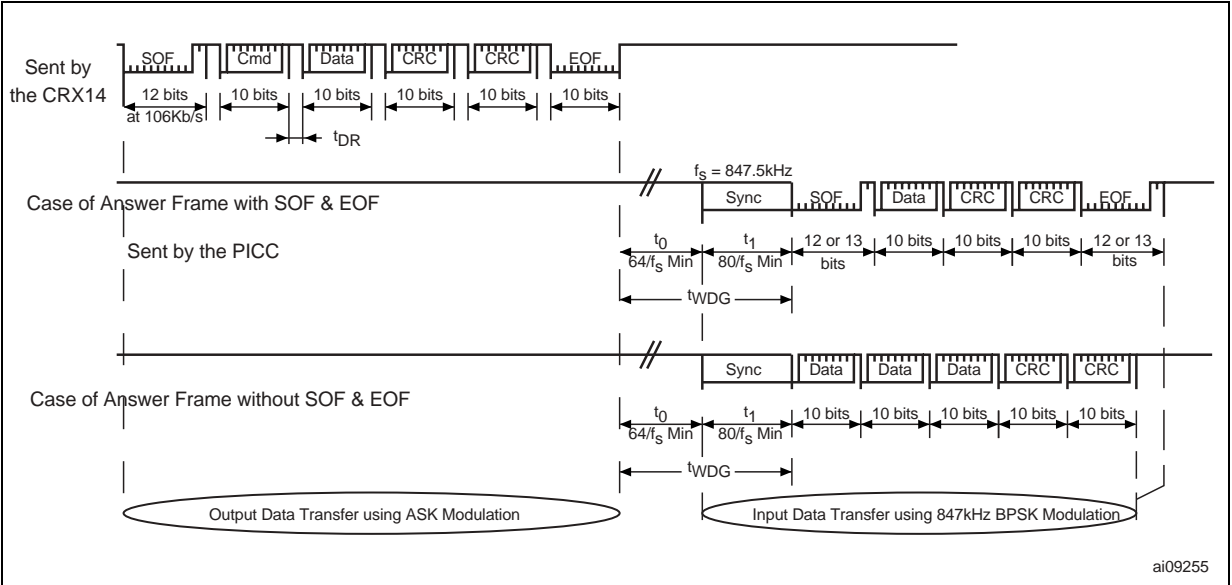 SOF Cmd Data CRC CRC EOF
Sent by
the CRX14
12 bits 10 bits 10 bits 10 bits 10 bits 10 bits
at 106Kb/s
tDR
fS = 847.5kHz
Sync SOF Data CRC CRC EOF
Case of Answer Frame with SOF & EOF
Sent by the PICC
t0 t1 12 or 13 10 bits 10 bits 10 bits 12 or 13
64/fS Min 80/fS Min bits bits
tWDG
Sync Data Data Data CRC CRC
Case of Answer Frame without SOF & EOF
t0 t1 10 bits 10 bits 10 bits 10 bits 10 bits
64/fS Min 80/fS Min
tWDG
Output Data Transfer using ASK Modulation Input Data Transfer using 847kHz BPSK Modulation
ai09255